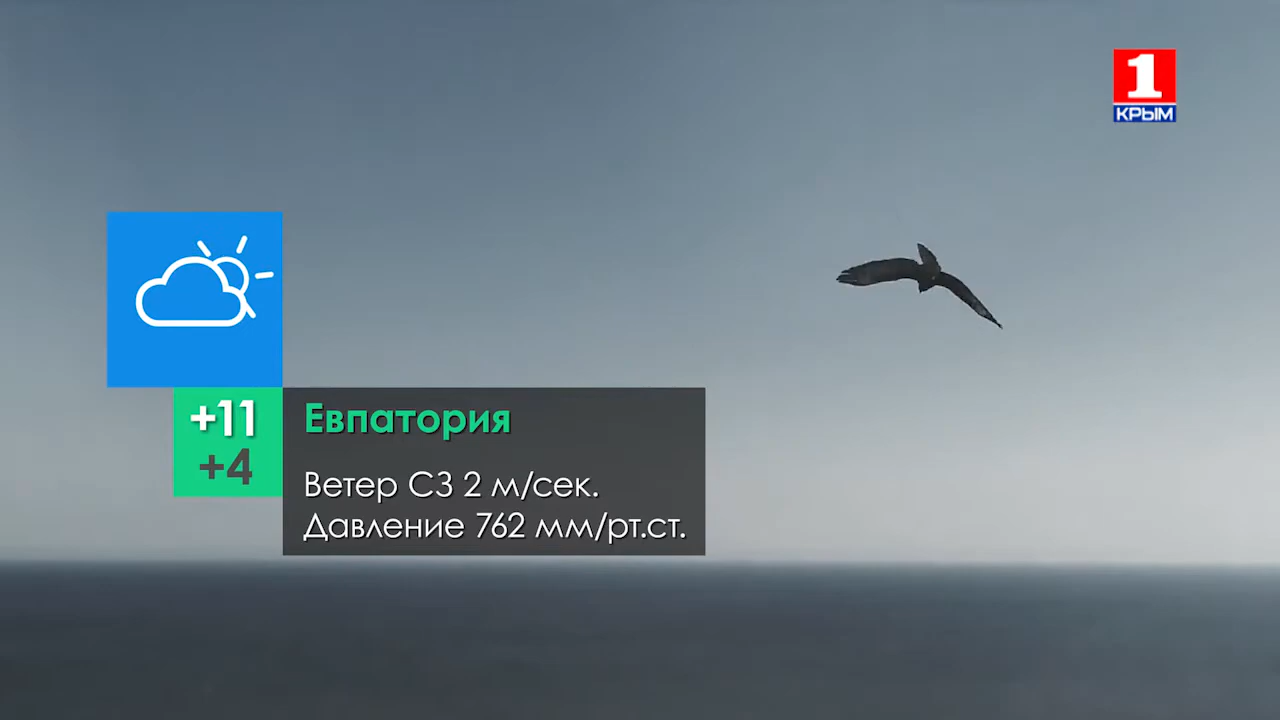 1
КРЫМ
+11
+4
Евпатория
Ветер СЗ 2 м/сек.
Давление 762 мм/рт.ст.